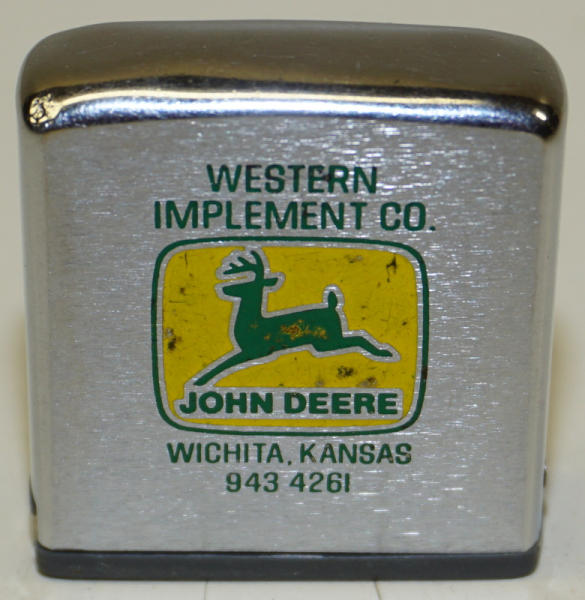 WESTERN
IMPLEMENT CO.
JOHN DEERE
WICHITA, KANSAS
943 4261